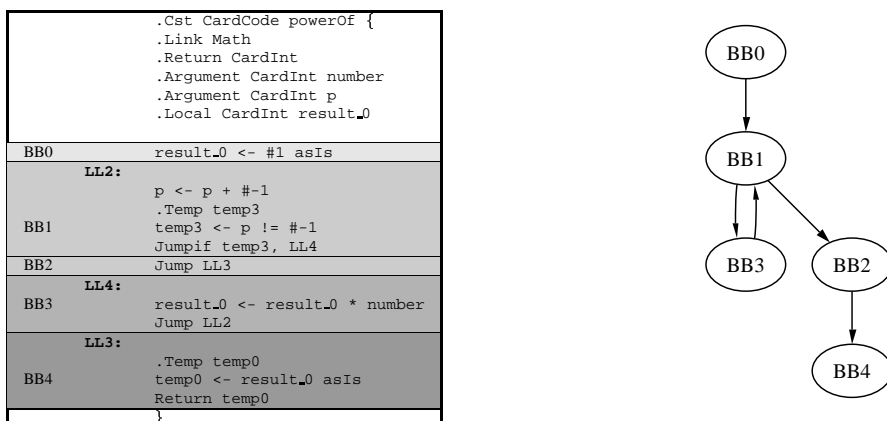 .Cst CardCode powerOf {
.Link Math
.Return CardInt
.Argument CardInt number
.Argument CardInt p
.Local CardInt result_0
BB0 result_0 <- #1 asIs
LL2:
p <- p + #-1
.Temp temp3
BB1 temp3 <- p != #-1
Jumpif temp3, LL4
BB2 Jump LL3
LL4:
BB3 result_0 <- result_0 * number
Jump LL2
LL3:
.Temp temp0
BB4 temp0 <- result_0 asIs
Return temp0
}
BB0
BB1
BB3 BB2
BB4